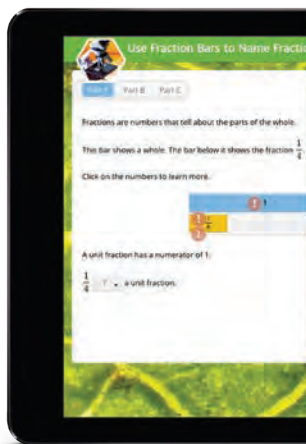 Use Fraction Bars to Name Fractio
Part A Part B Part C
Fractions are numbers that tell about the parts of the whole.
This bar shows a whole. The bar below it shows the fraction 1/4.
Click on the numbers to learn more.
1
1/4
A unit fraction has a numerator of 1.
1/4 ? a unit fraction.